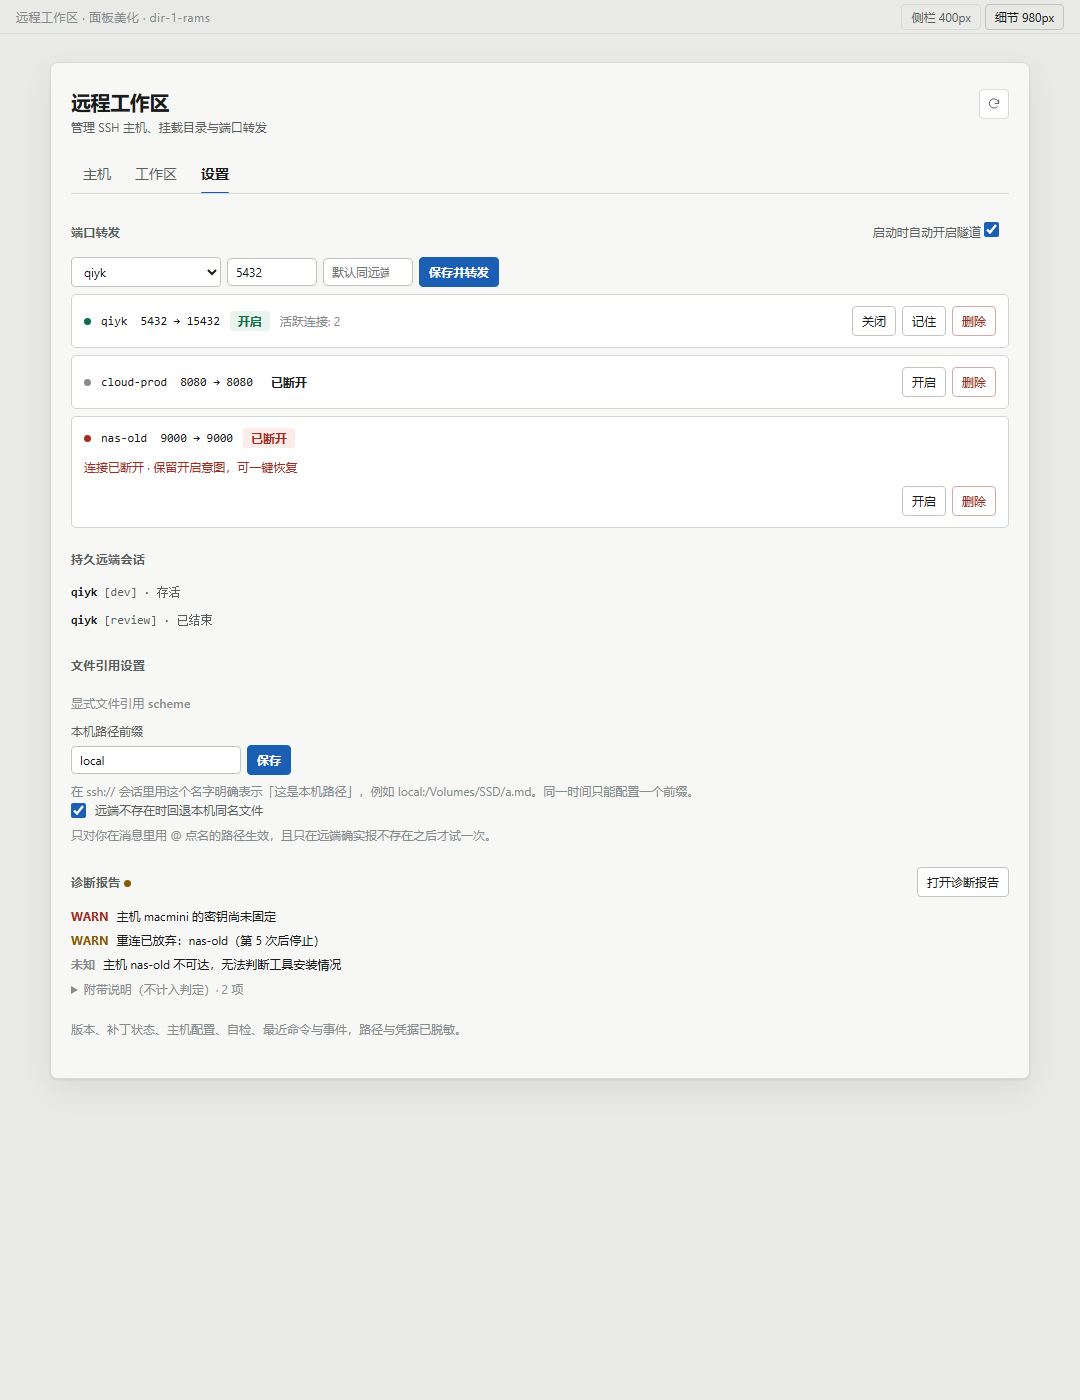 远程工作区 · 面板美化 · dir-1-rams
侧栏 400px 细节 980px
远程工作区
管理 SSH 主机、挂载目录与端口转发
主机 工作区 设置
端口转发 启动时自动开启隧道
qiyk 5432 默认同远端 保存并转发
qiyk 5432 → 15432 开启 活跃连接: 2 关闭 记住 删除
cloud-prod 8080 → 8080 已断开 开启 删除
nas-old 9000 → 9000 已断开
连接已断开 · 保留开启意图，可一键恢复
开启 删除
持久远端会话
qiyk [dev] · 存活
qiyk [review] · 已结束
文件引用设置
显式文件引用 scheme
本机路径前缀
local 保存
在 ssh:// 会话里用这个名字明确表示「这是本机路径」，例如 local:/Volumes/SSD/a.md。同一时间只能配置一个前缀。
远端不存在时回退本机同名文件
只对你在消息里用 @ 点名的路径生效，且只在远端确实报不存在之后才试一次。
诊断报告 打开诊断报告
WARN 主机 macmini 的密钥尚未固定
WARN 重连已放弃：nas-old（第 5 次后停止）
未知 主机 nas-old 不可达，无法判断工具安装情况
附带说明（不计入判定）· 2 项
版本、补丁状态、主机配置、自检、最近命令与事件，路径与凭据已脱敏。